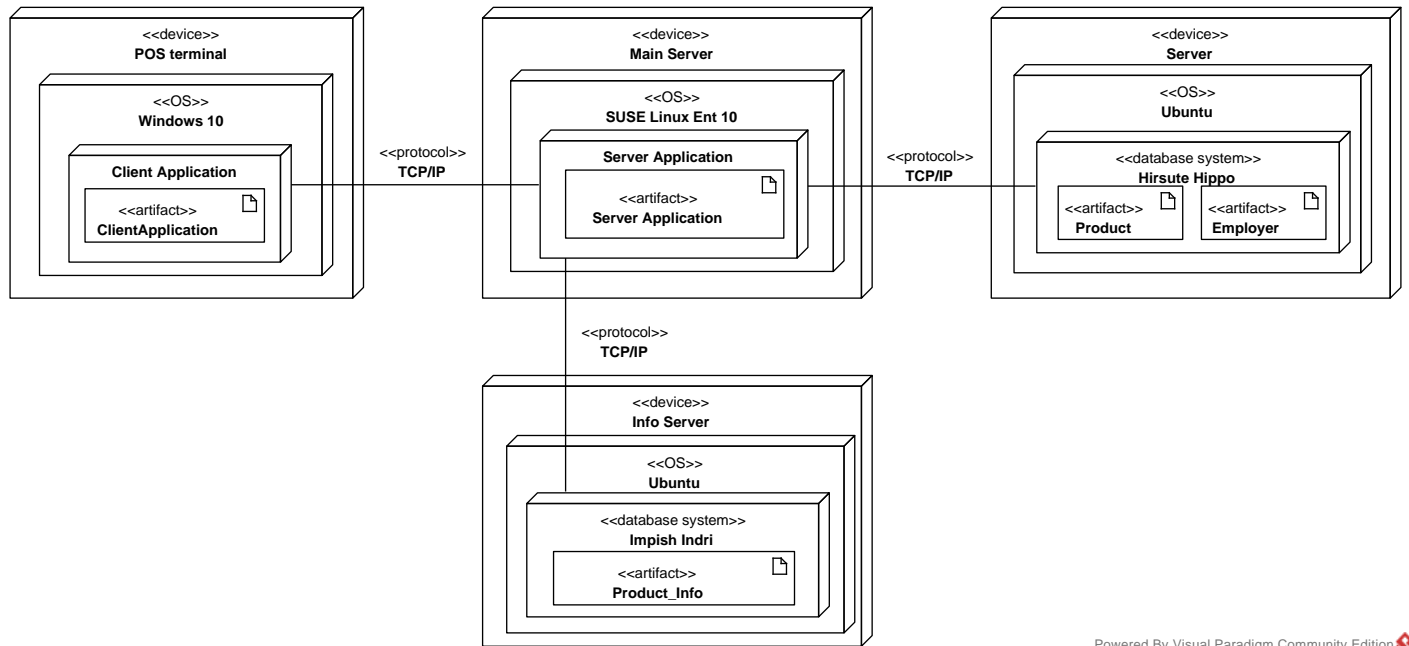 <<device>>
POS terminal
<<OS>>
Windows 10
Client Application
<<artifact>>
ClientApplication
<<protocol>>
TCP/IP
<<device>>
Main Server
<<OS>>
SUSE Linux Ent 10
Server Application
<<artifact>>
Server Application
<<protocol>>
TCP/IP
<<device>>
Server
<<OS>>
Ubuntu
<<database system>>
Hirsute Hippo
<<artifact>>
Product
<<artifact>>
Employer
<<protocol>>
TCP/IP
<<device>>
Info Server
<<OS>>
Ubuntu
<<database system>>
Impish Indri
<<artifact>>
Product_Info
Powered By Visual Paradigm Community Edition